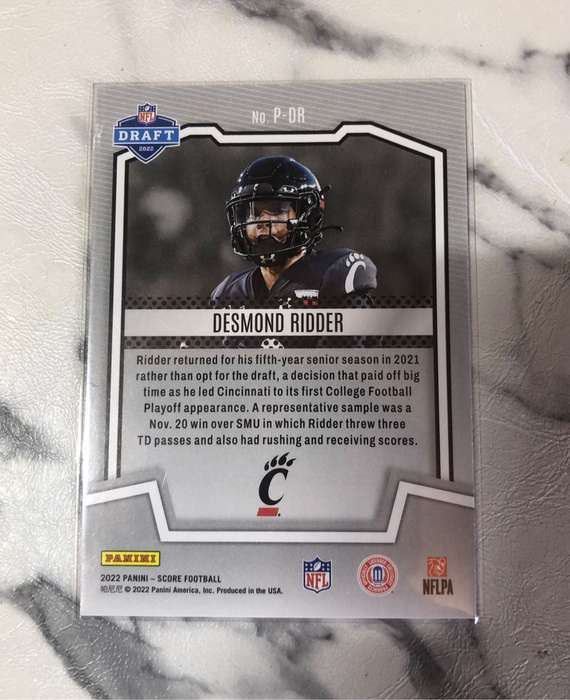 No. P-DR
NFL
DRAFT
2022
DESMOND RIDDER
Ridder returned for his fifth-year senior season in 2021
rather than opt for the draft, a decision that paid off big
time as he led Cincinnati to its first College Football
Playoff appearance. A representative sample was a
Nov. 20 win over SMU in which Ridder threw three
TD passes and also had rushing and receiving scores.
C
PANINI
2022 PANINI – SCORE FOOTBALL
帕尼尼 © 2022 Panini America, Inc. Produced in the USA.
NFL
NFLPA